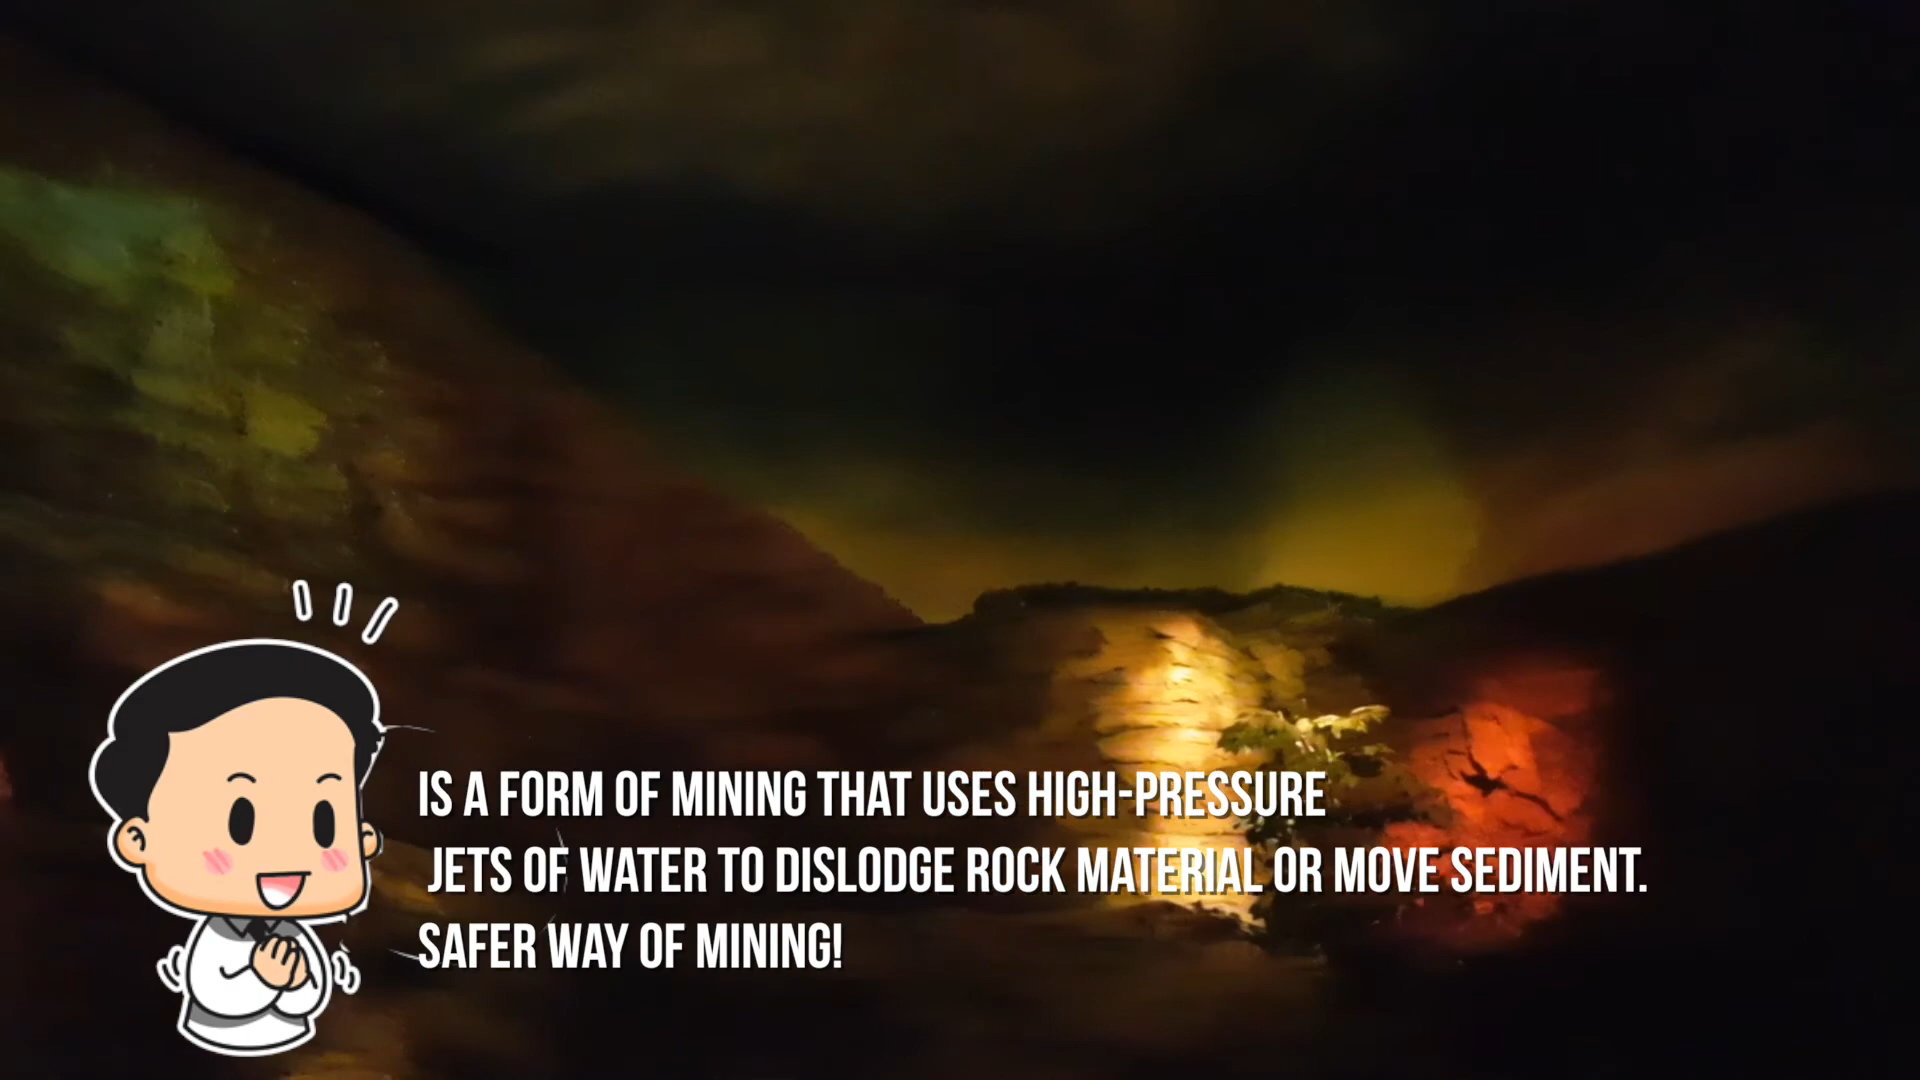 IS A FORM OF MINING THAT USES HIGH-PRESSURE
JETS OF WATER TO DISLODGE ROCK MATERIAL OR MOVE SEDIMENT.
SAFER WAY OF MINING!